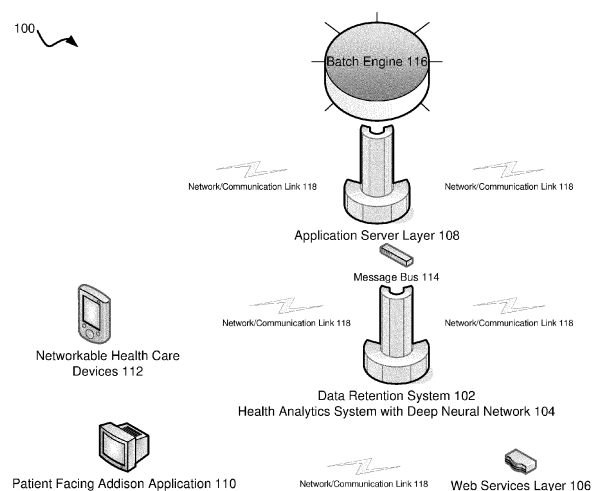 100
Batch Engine 116
Network/Communication Link 118
Network/Communication Link 118
Application Server Layer 108
Message Bus 114
Network/Communication Link 118
Network/Communication Link 118
Networkable Health Care
Devices 112
Data Retention System 102
Health Analytics System with Deep Neural Network 104
Patient Facing Addison Application 110
Network/Communication Link 118
Web Services Layer 106